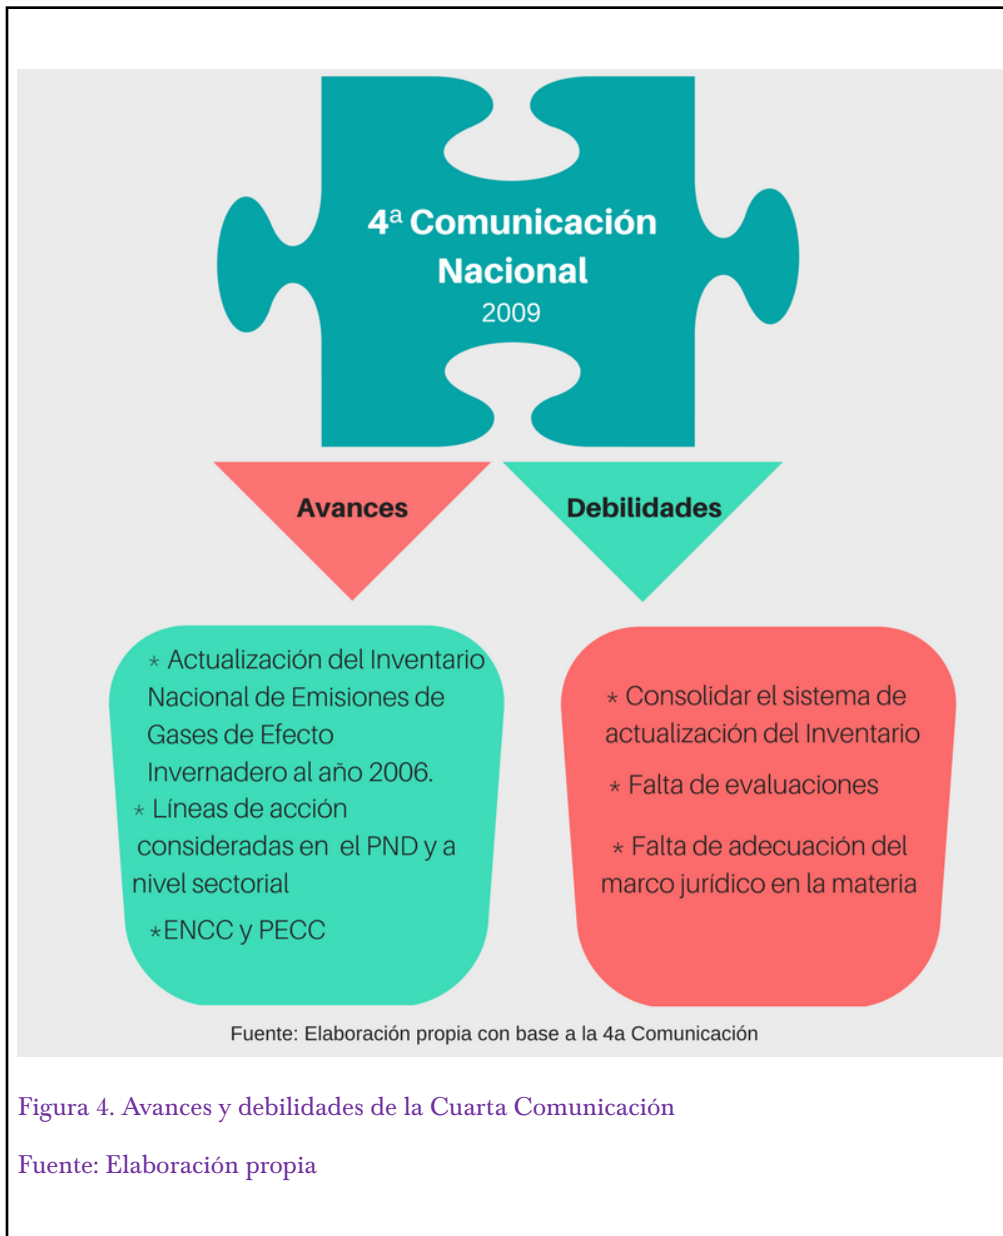 4ª Comunicación
Nacional
2009
Avances
Debilidades
* Actualización del Inventario
Nacional de Emisiones de
Gases de Efecto
Invernadero al año 2006.
* Líneas de acción
consideradas en el PND y a
nivel sectorial
*ENCC y PECC
* Consolidar el sistema de
actualización del Inventario
* Falta de evaluaciones
* Falta de adecuación del
marco jurídico en la materia
Fuente: Elaboración propia con base a la 4a Comunicación
Figura 4. Avances y debilidades de la Cuarta Comunicación
Fuente: Elaboración propia